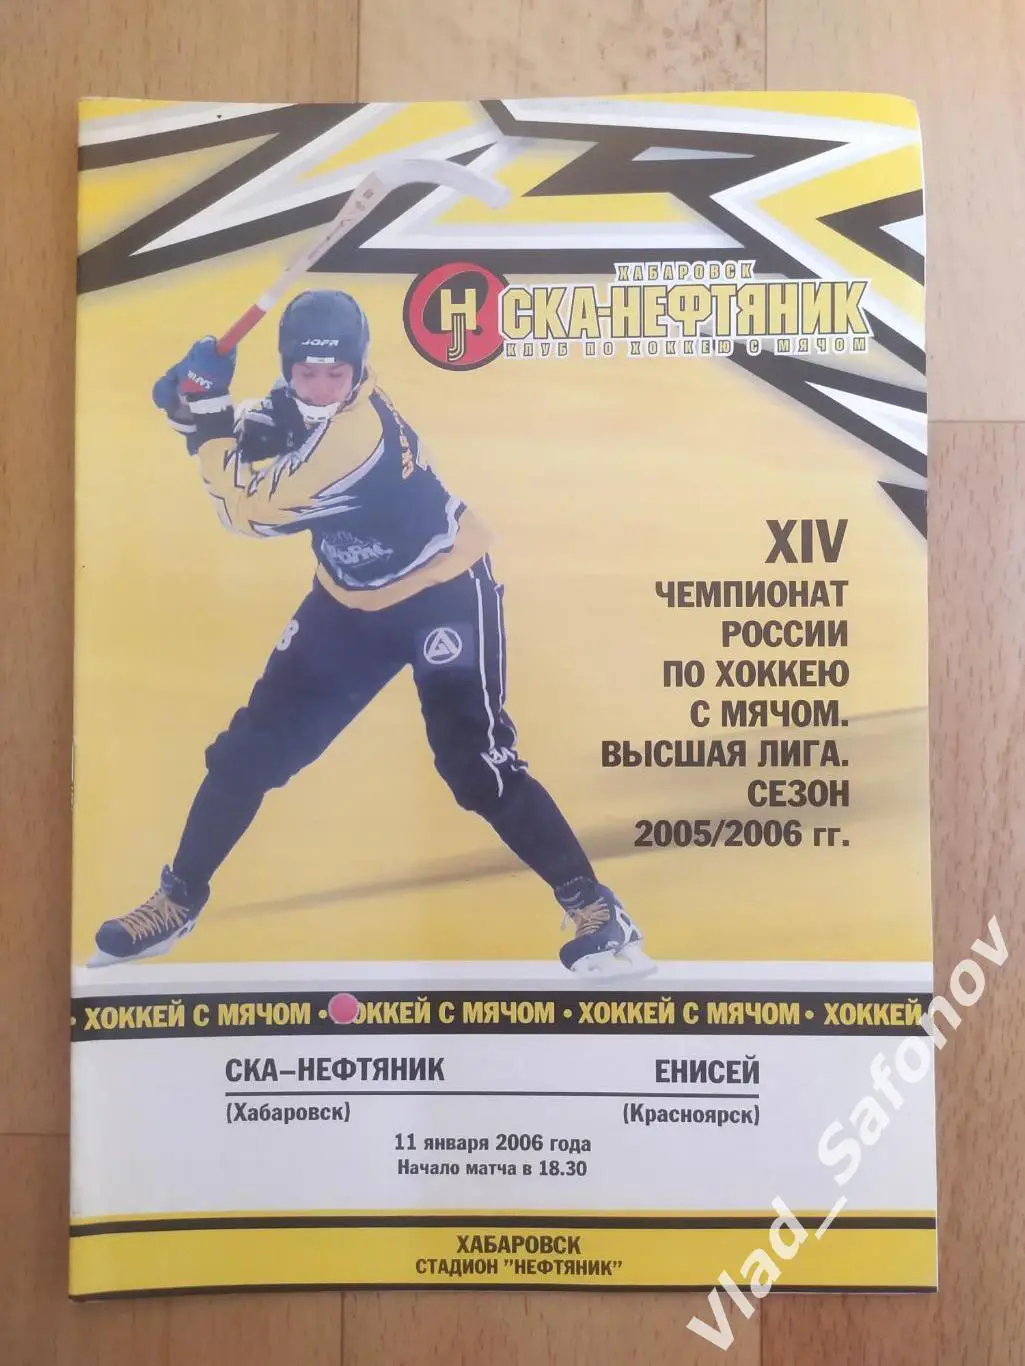 JOFA
ХАБАРОВСК
СКА-НЕФТЯНИК
КЛУБ ПО ХОККЕЮ С МЯЧОМ
XIV
ЧЕМПИОНАТ
РОССИИ
ПО ХОККЕЮ
С МЯЧОМ.
ВЫСШАЯ ЛИГА.
СЕЗОН
2005/2006 гг.
8
• ХОККЕЙ С МЯЧОМ • ХОККЕЙ С МЯЧОМ • ХОККЕЙ С МЯЧОМ • ХОККЕЙ
СКА–НЕФТЯНИК ЕНИСЕЙ
(Хабаровск) (Красноярск)
11 января 2006 года
Начало матча в 18.30
ХАБАРОВСК
СТАДИОН "НЕФТЯНИК"
Vlad_Safonov